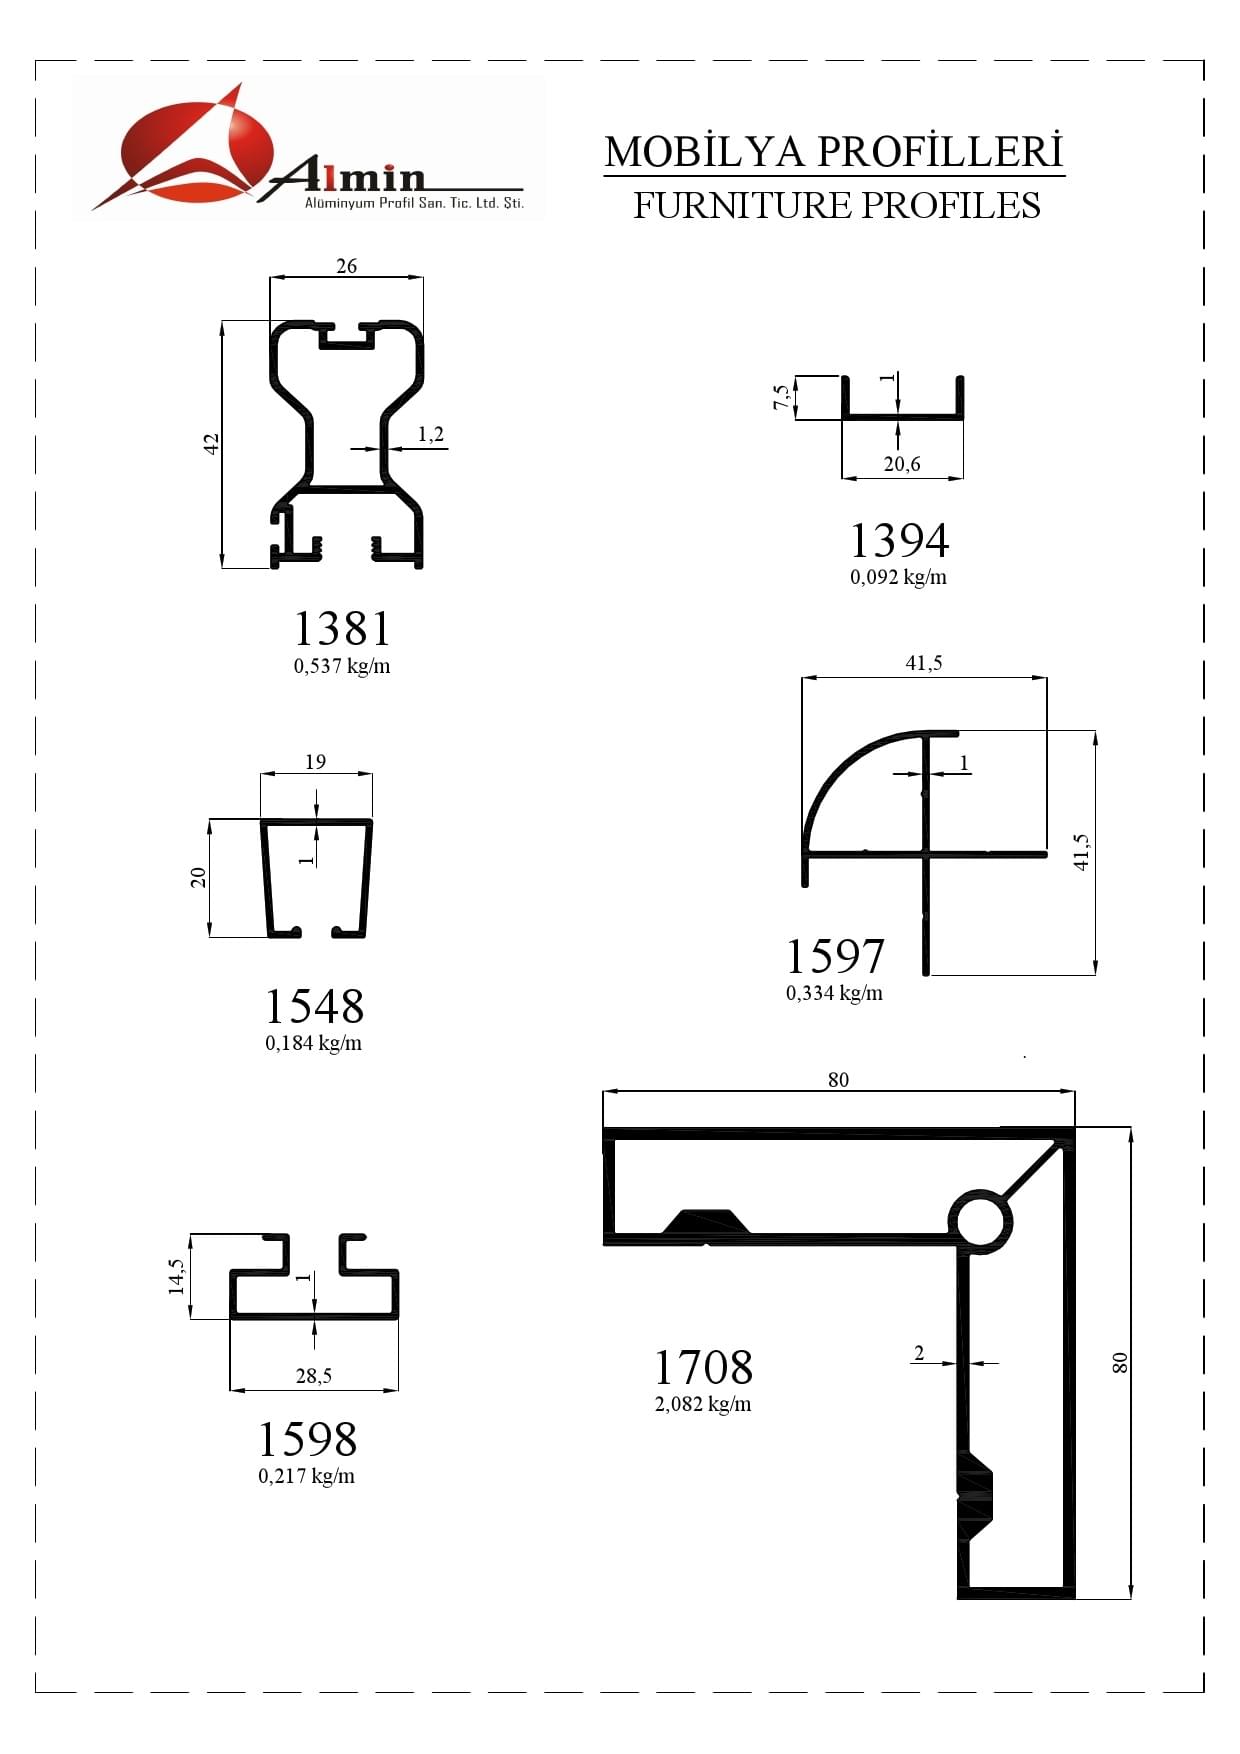 Almin
Alüminyum Profil San. Tic. Ltd. Şti.
MOBİLYA PROFİLLERİ
FURNITURE PROFILES
26
42
1,2
1381
0,537 kg/m
7,5
1
20,6
1394
0,092 kg/m
19
20
1
1548
0,184 kg/m
41,5
1
41,5
1597
0,334 kg/m
14,5
1
28,5
1598
0,217 kg/m
80
2
80
1708
2,082 kg/m